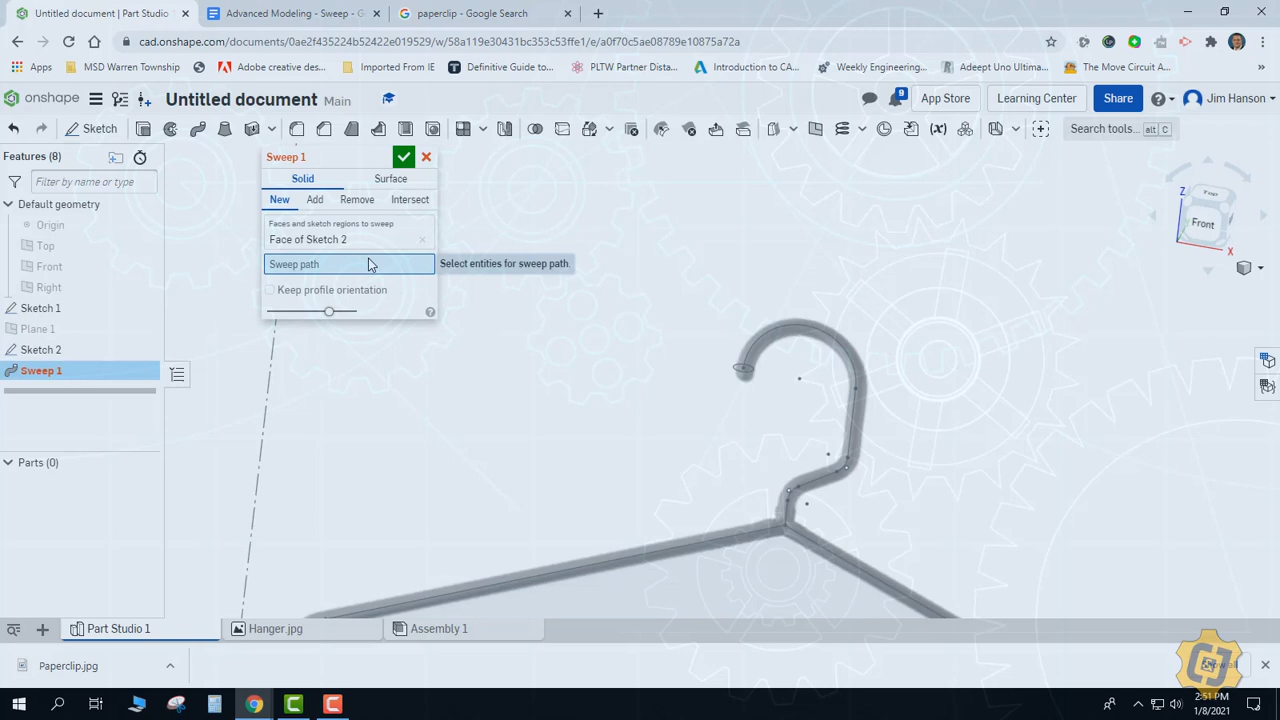 Untitled document | Part Stu
Advanced Modeling - Sweep - G
paperclip - Google Search
cad.onshape.com/documents/0ae2f435224b52422e019529/w/58a119e30431bc353c53ffe1/e/a0f70c5ae08789e10875a72a
Apps
MSD Warren Township
Adobe creative des...
Imported From IE
Definitive Guide to...
PLTW Partner Dista...
Introduction to CA...
Weekly Engineering...
Adeept Uno Ultima...
The Move Circuit A...
»
onshape
Untitled document Main
9
App Store
Learning Center
Share
Jim Hanson
Sketch
(x)
Search tools... alt C
Features (8)
Filter by name or type
Default geometry
Origin
Top
Front
Right
Sketch 1
Plane 1
Sketch 2
Sweep 1
Parts (0)
Sweep 1
Solid
Surface
New
Add
Remove
Intersect
Faces and sketch regions to sweep
Face of Sketch 2
Sweep path
Select entities for sweep path.
Keep profile orientation
Top
Z
Front
X
Part Studio 1
Hanger.jpg
Assembly 1
Paperclip.jpg
Show all
2:51 PM
1/8/2021